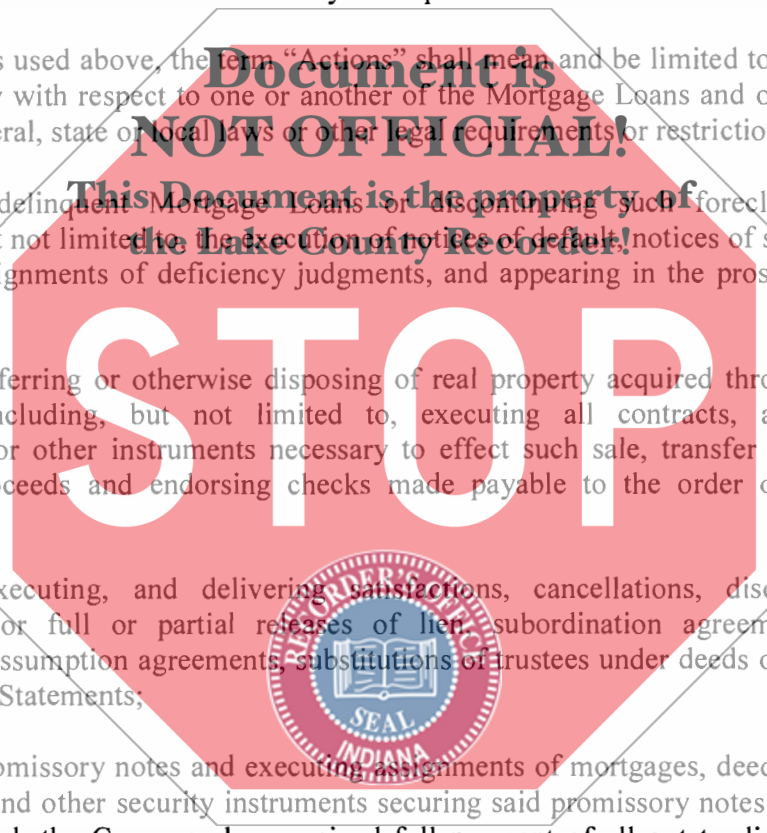 s used above, the term “Actions” shall mean and be limited to
Document is
with respect to one or another of the Mortgage Loans and o
eral, state or local laws or other legal requirements or restrictio
NOT OFFICIAL!
This Document is the property of
delinquent Mortgage Loans or discontinuing such forecl
the Lake County Recorder!
not limited to, the execution of notices of default, notices of s
gnments of deficiency judgments, and appearing in the pros
STOP
ferring or otherwise disposing of real property acquired thro
ncluding, but not limited to, executing all contracts, a
or other instruments necessary to effect such sale, transfer
oceeds and endorsing checks made payable to the order o
xecuting, and delivering satisfactions, cancellations, disc
or full or partial releases of lien, subordination agreem
ssumption agreements, substitutions of trustees under deeds o
Statements;
RECORDER'S OFFICE
SEAL
INDIANA
omissory notes and executing assignments of mortgages, deed
nd other security instruments securing said promissory notes